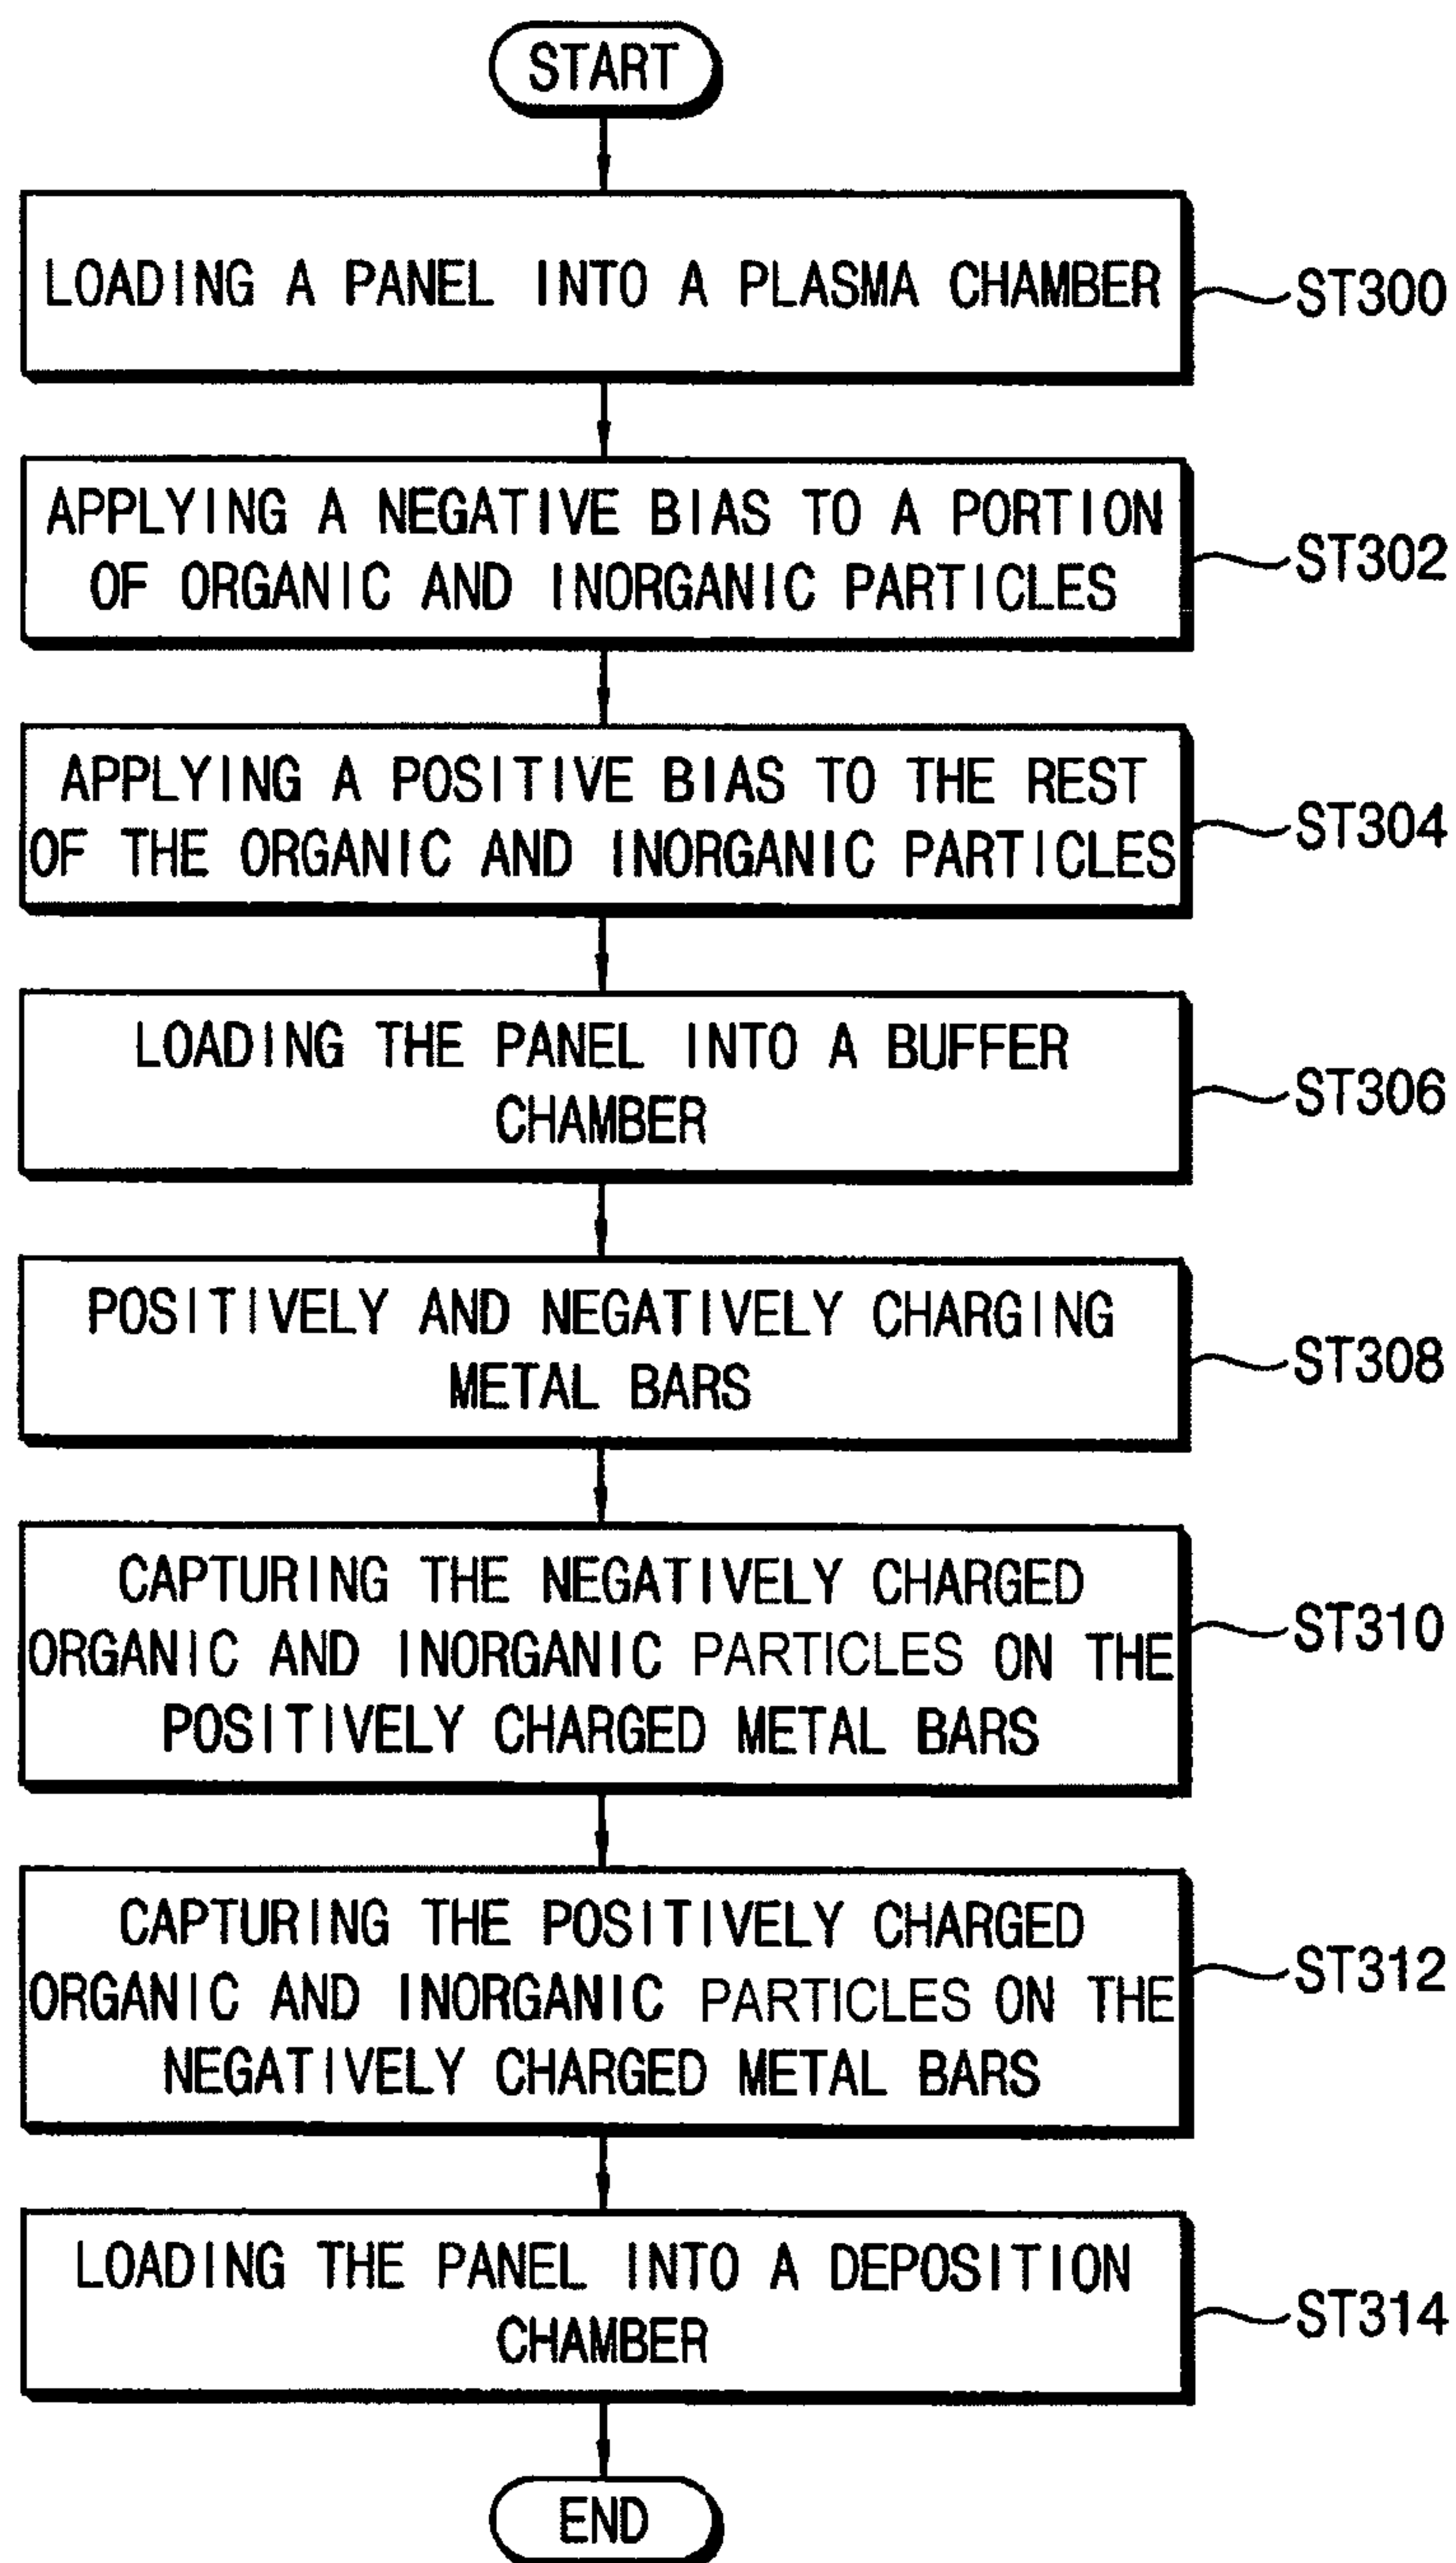 START
LOADING A PANEL INTO A PLASMA CHAMBER
ST300
APPLYING A NEGATIVE BIAS TO A PORTION
OF ORGANIC AND INORGANIC PARTICLES
ST302
APPLYING A POSITIVE BIAS TO THE REST
OF THE ORGANIC AND INORGANIC PARTICLES
ST304
LOADING THE PANEL INTO A BUFFER
CHAMBER
ST306
POSITIVELY AND NEGATIVELY CHARGING
METAL BARS
ST308
CAPTURING THE NEGATIVELY CHARGED
ORGANIC AND INORGANIC PARTICLES ON THE
POSITIVELY CHARGED METAL BARS
ST310
CAPTURING THE POSITIVELY CHARGED
ORGANIC AND INORGANIC PARTICLES ON THE
NEGATIVELY CHARGED METAL BARS
ST312
LOADING THE PANEL INTO A DEPOSITION
CHAMBER
ST314
END